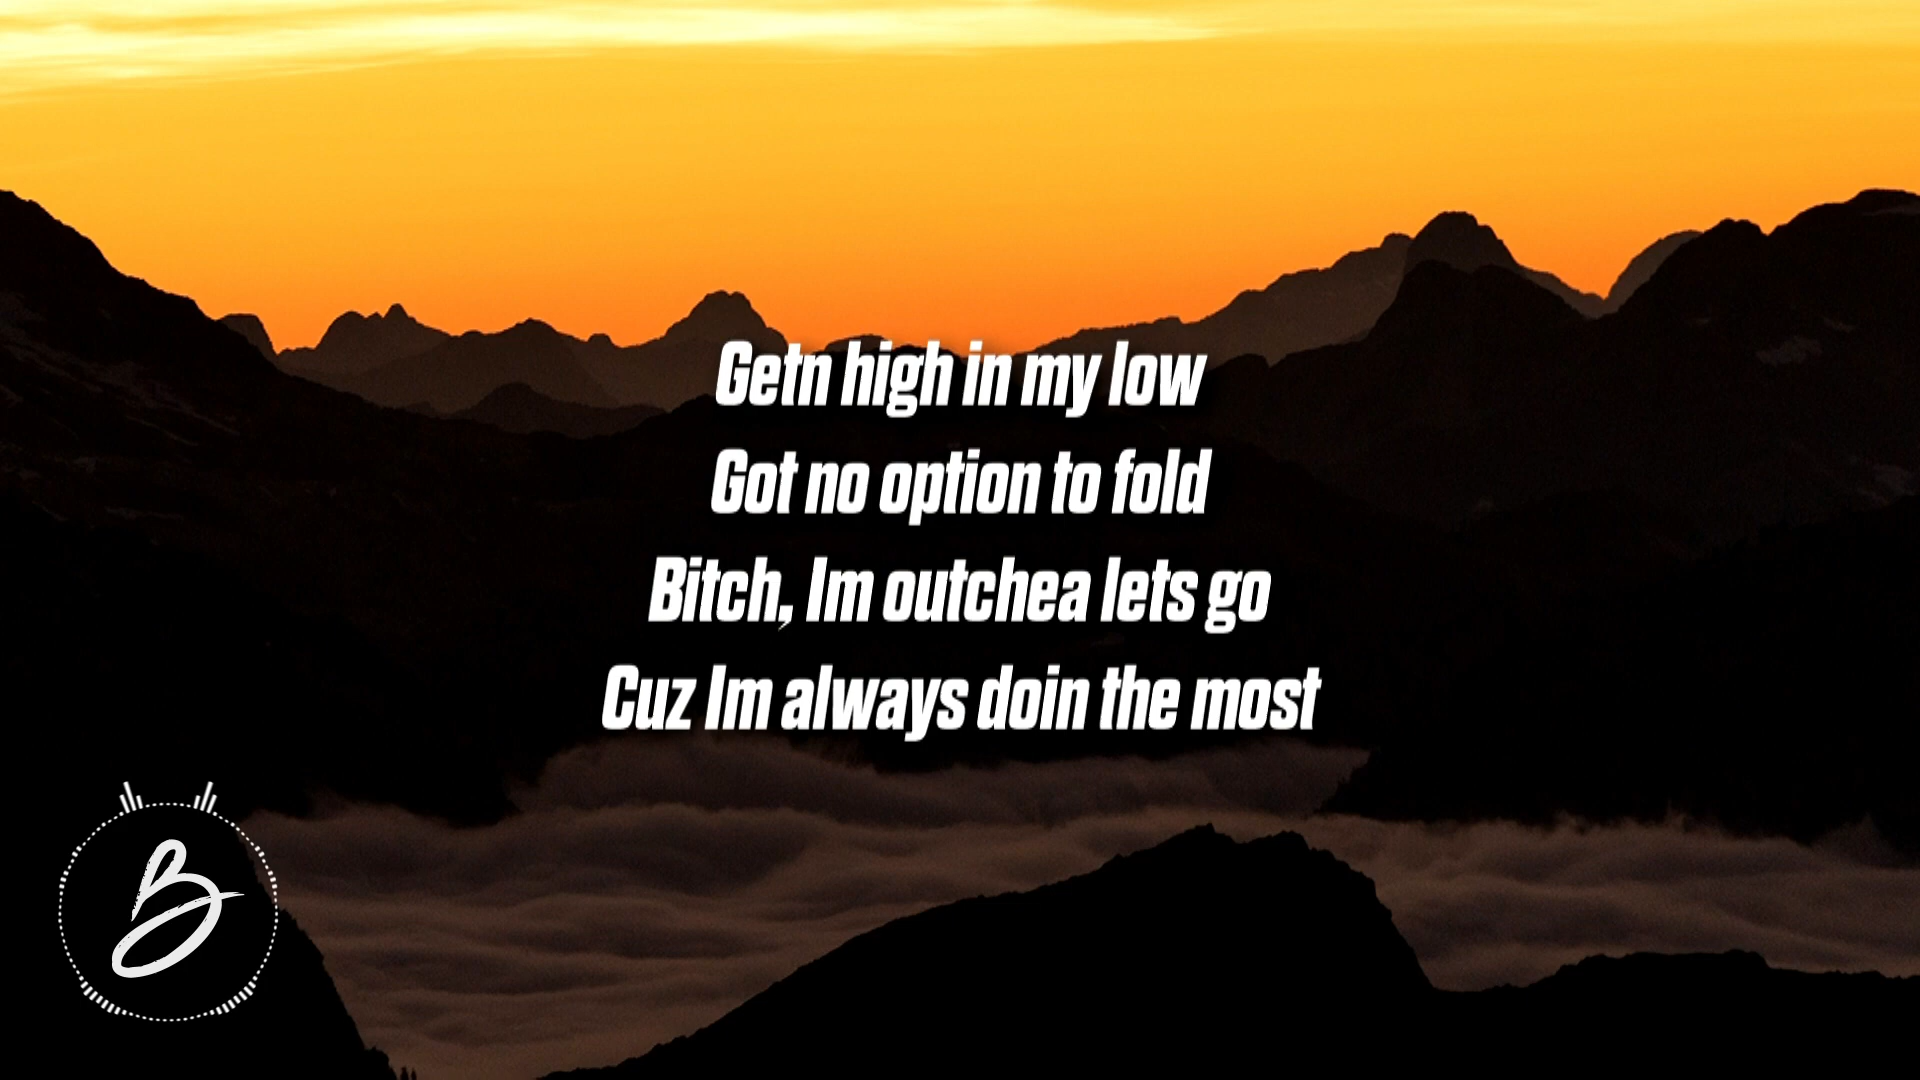 Getn high in my low
Got no option to fold
Bitch, Im outchea lets go
Cuz Im always doin the most
B